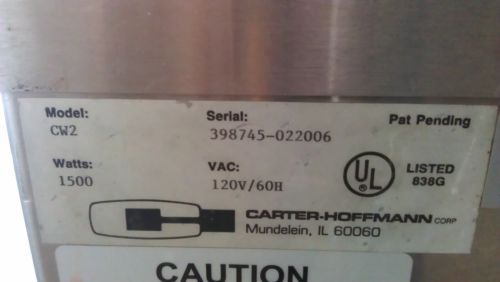 Model: Serial: Pat Pending
CW2 398745-022006
Watts: VAC: LISTED
1500 120V/60H UL 838G
CARTER-HOFFMANN CORP
Mundelein, IL 60060
CAUTION